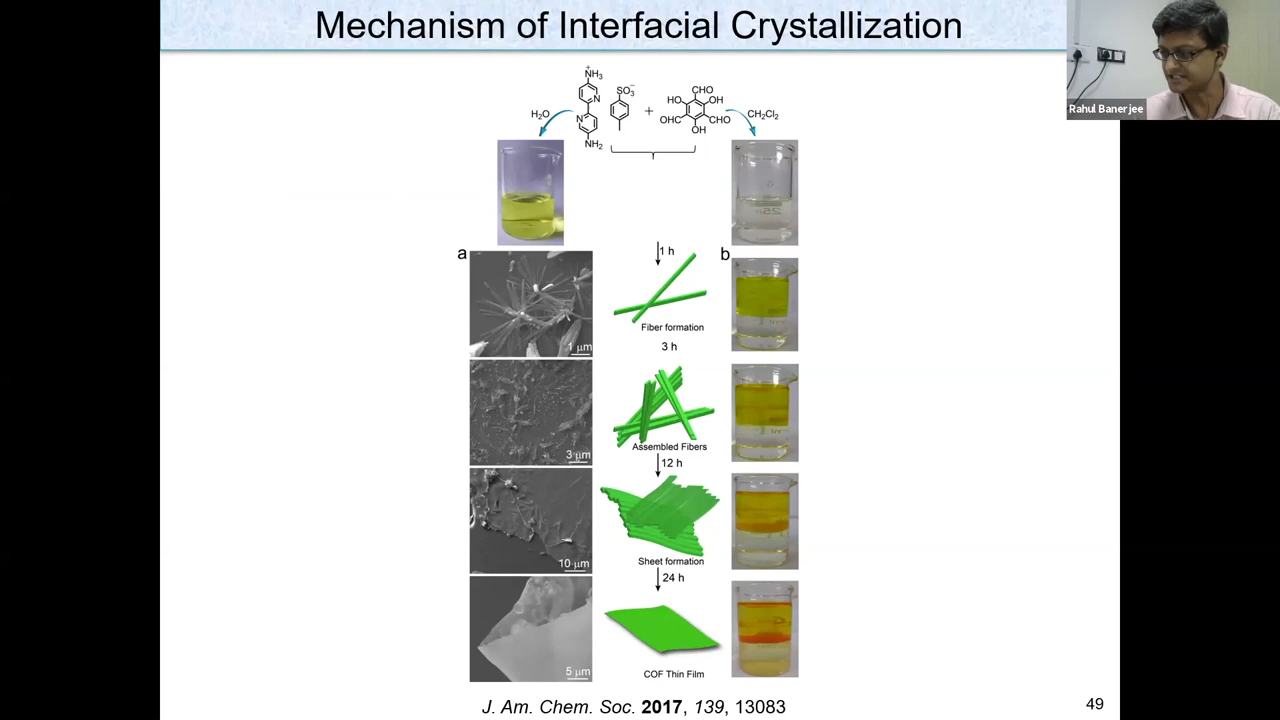 Mechanism of Interfacial Crystallization
Rahul Banerjee
H2O
+
NH3
N
N
NH2
SO3−
+
CHO
HO
OH
OHC
CHO
OH
CH2Cl2
25
a
1 h
b
1 μm
Fiber formation
3 h
3 μm
Assembled Fibers
12 h
10 μm
Sheet formation
24 h
5 μm
COF Thin Film
J. Am. Chem. Soc. 2017, 139, 13083
49